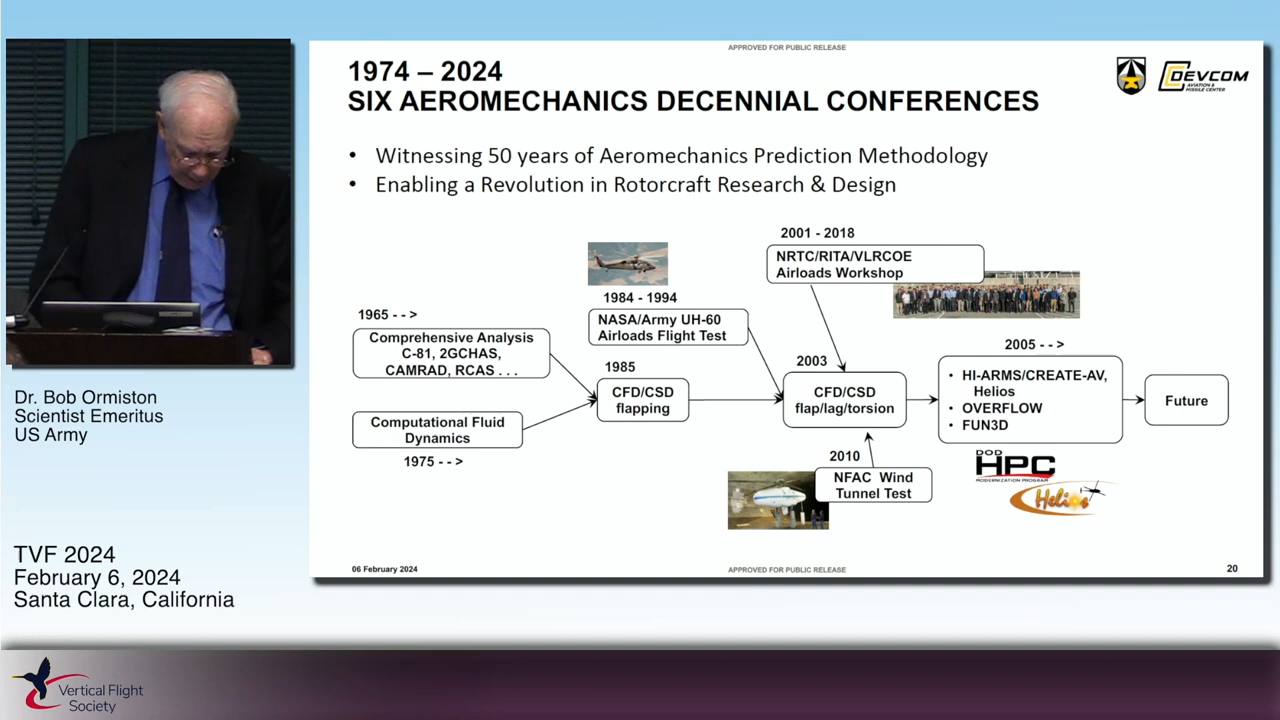 APPROVED FOR PUBLIC RELEASE
1974 – 2024
SIX AEROMECHANICS DECENNIAL CONFERENCES
DEVCOM
AVIATION &
MISSILE CENTER
• Witnessing 50 years of Aeromechanics Prediction Methodology
• Enabling a Revolution in Rotorcraft Research & Design
2001 - 2018
NRTC/RITA/VLRCOE
Airloads Workshop
1984 - 1994
NASA/Army UH-60
Airloads Flight Test
1965 - - >
Comprehensive Analysis
C-81, 2GCHAS,
CAMRAD, RCAS . . .
1985
CFD/CSD
flapping
Computational Fluid
Dynamics
1975 - - >
2003
CFD/CSD
flap/lag/torsion
2010
NFAC Wind
Tunnel Test
2005 - - >
• HI-ARMS/CREATE-AV,
Helios
• OVERFLOW
• FUN3D
Future
DOD
HPC
MODERNIZATION PROGRAM
Helios
06 February 2024
APPROVED FOR PUBLIC RELEASE
20
Dr. Bob Ormiston
Scientist Emeritus
US Army
TVF 2024
February 6, 2024
Santa Clara, California
Vertical Flight
Society